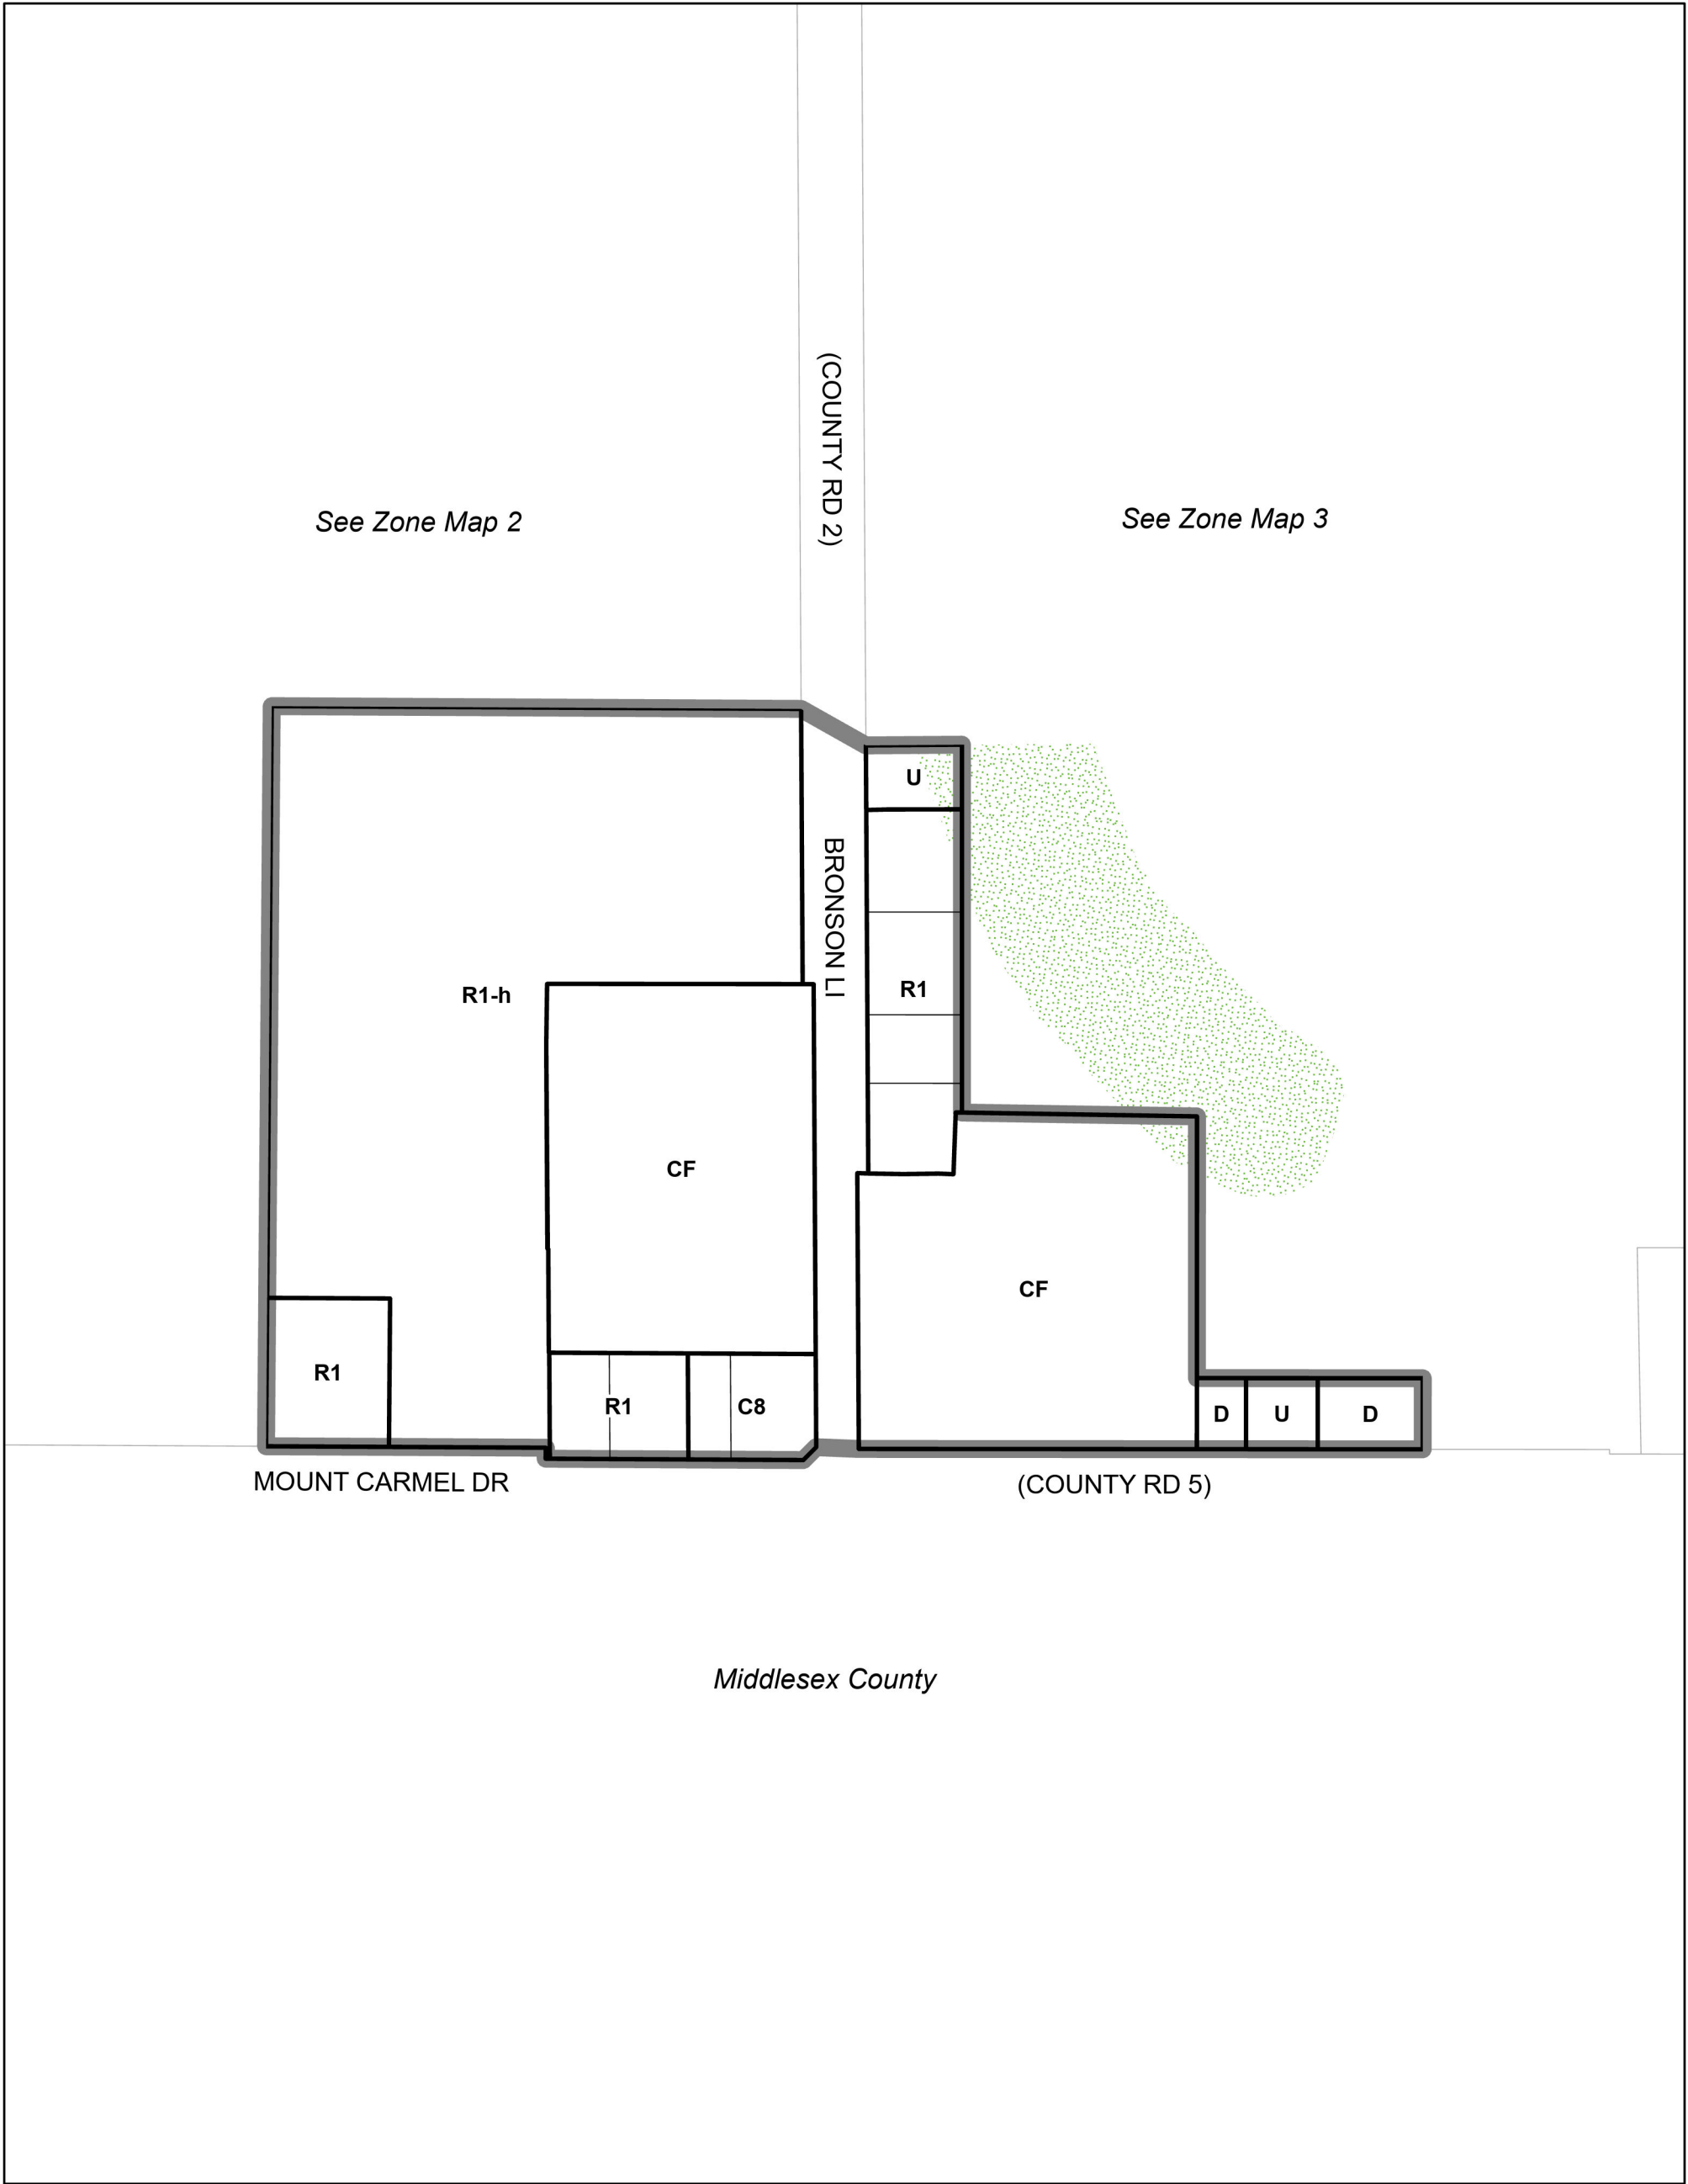 (COUNTY RD 2)
See Zone Map 2
See Zone Map 3
U
BRONSON LI
R1-h
R1
CF
CF
R1
R1
C8
D
U
D
MOUNT CARMEL DR
(COUNTY RD 5)
Middlesex County